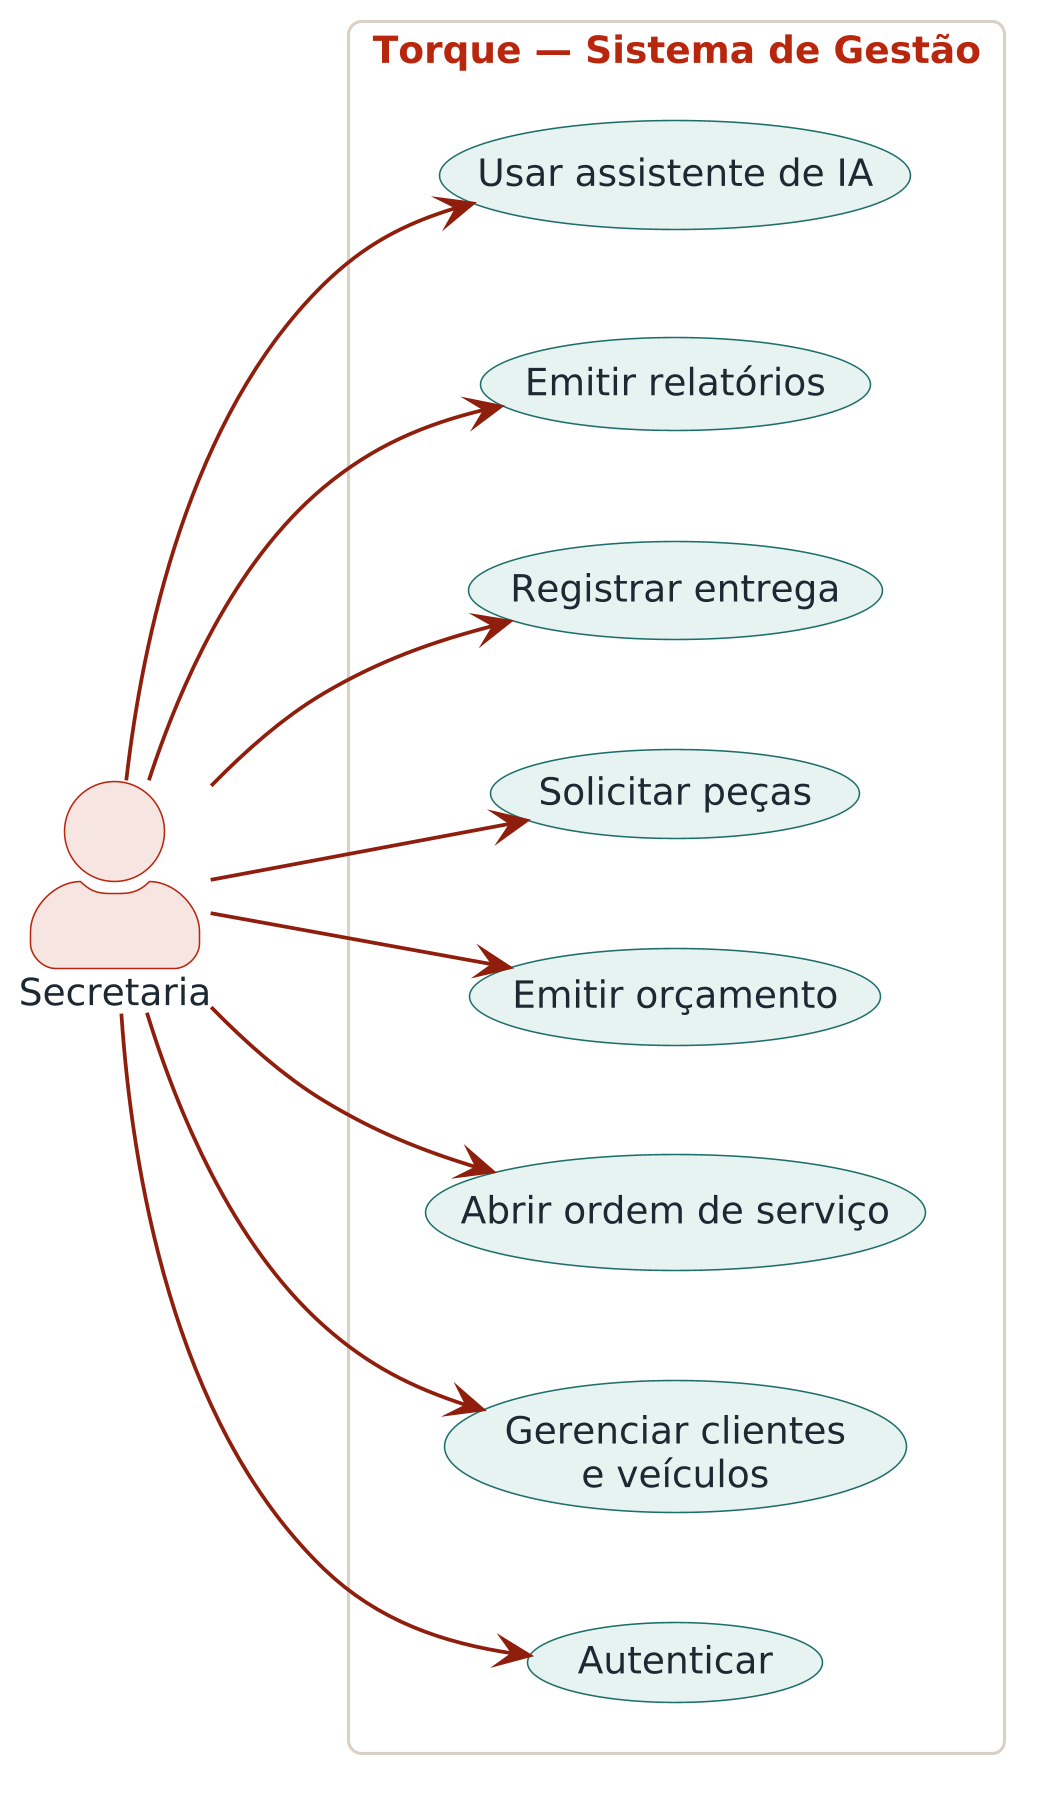 Torque — Sistema de Gestão
Usar assistente de IA
Emitir relatórios
Registrar entrega
Solicitar peças
Secretaria
Emitir orçamento
Abrir ordem de serviço
Gerenciar clientes
e veículos
Autenticar